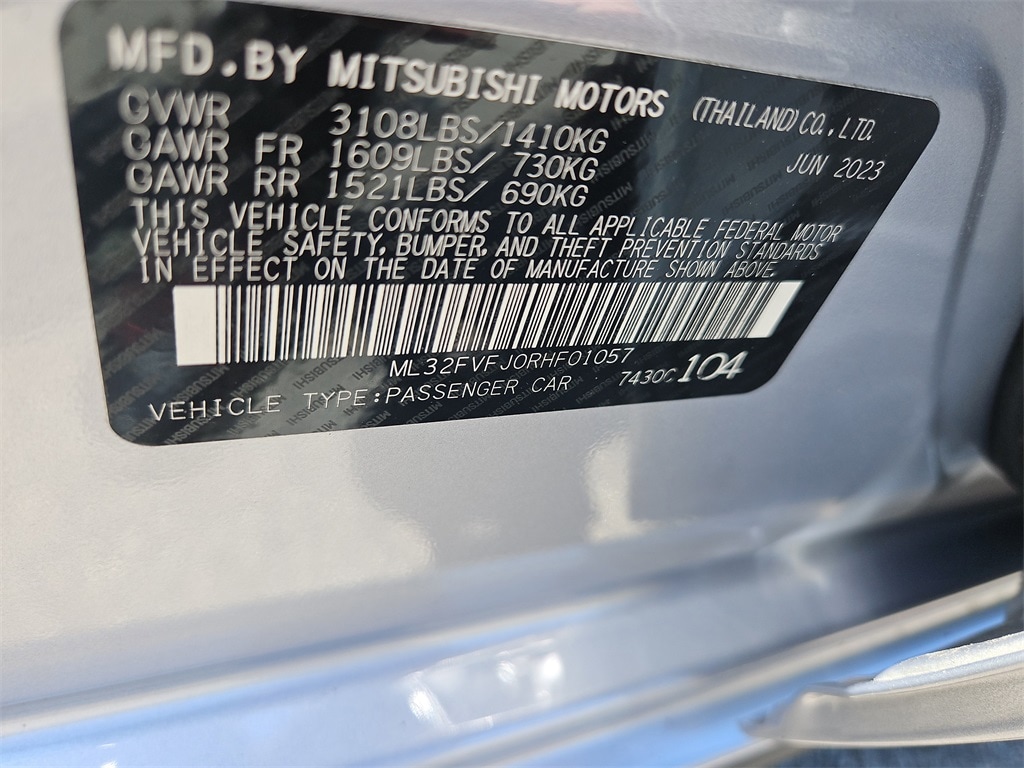 MFD.BY MITSUBISHI MOTORS (THAILAND) CO., LTD.
GVWR 3108LBS/1410KG JUN 2023
GAWR FR 1609LBS/ 730KG
GAWR RR 1521LBS/ 690KG
THIS VEHICLE CONFORMS TO ALL APPLICABLE FEDERAL MOTOR
VEHICLE SAFETY, BUMPER, AND THEFT PREVENTION STANDARDS
IN EFFECT ON THE DATE OF MANUFACTURE SHOWN ABOVE.
ML32FVFJ0RHF01057
VEHICLE TYPE:PASSENGER CAR 7430C 104